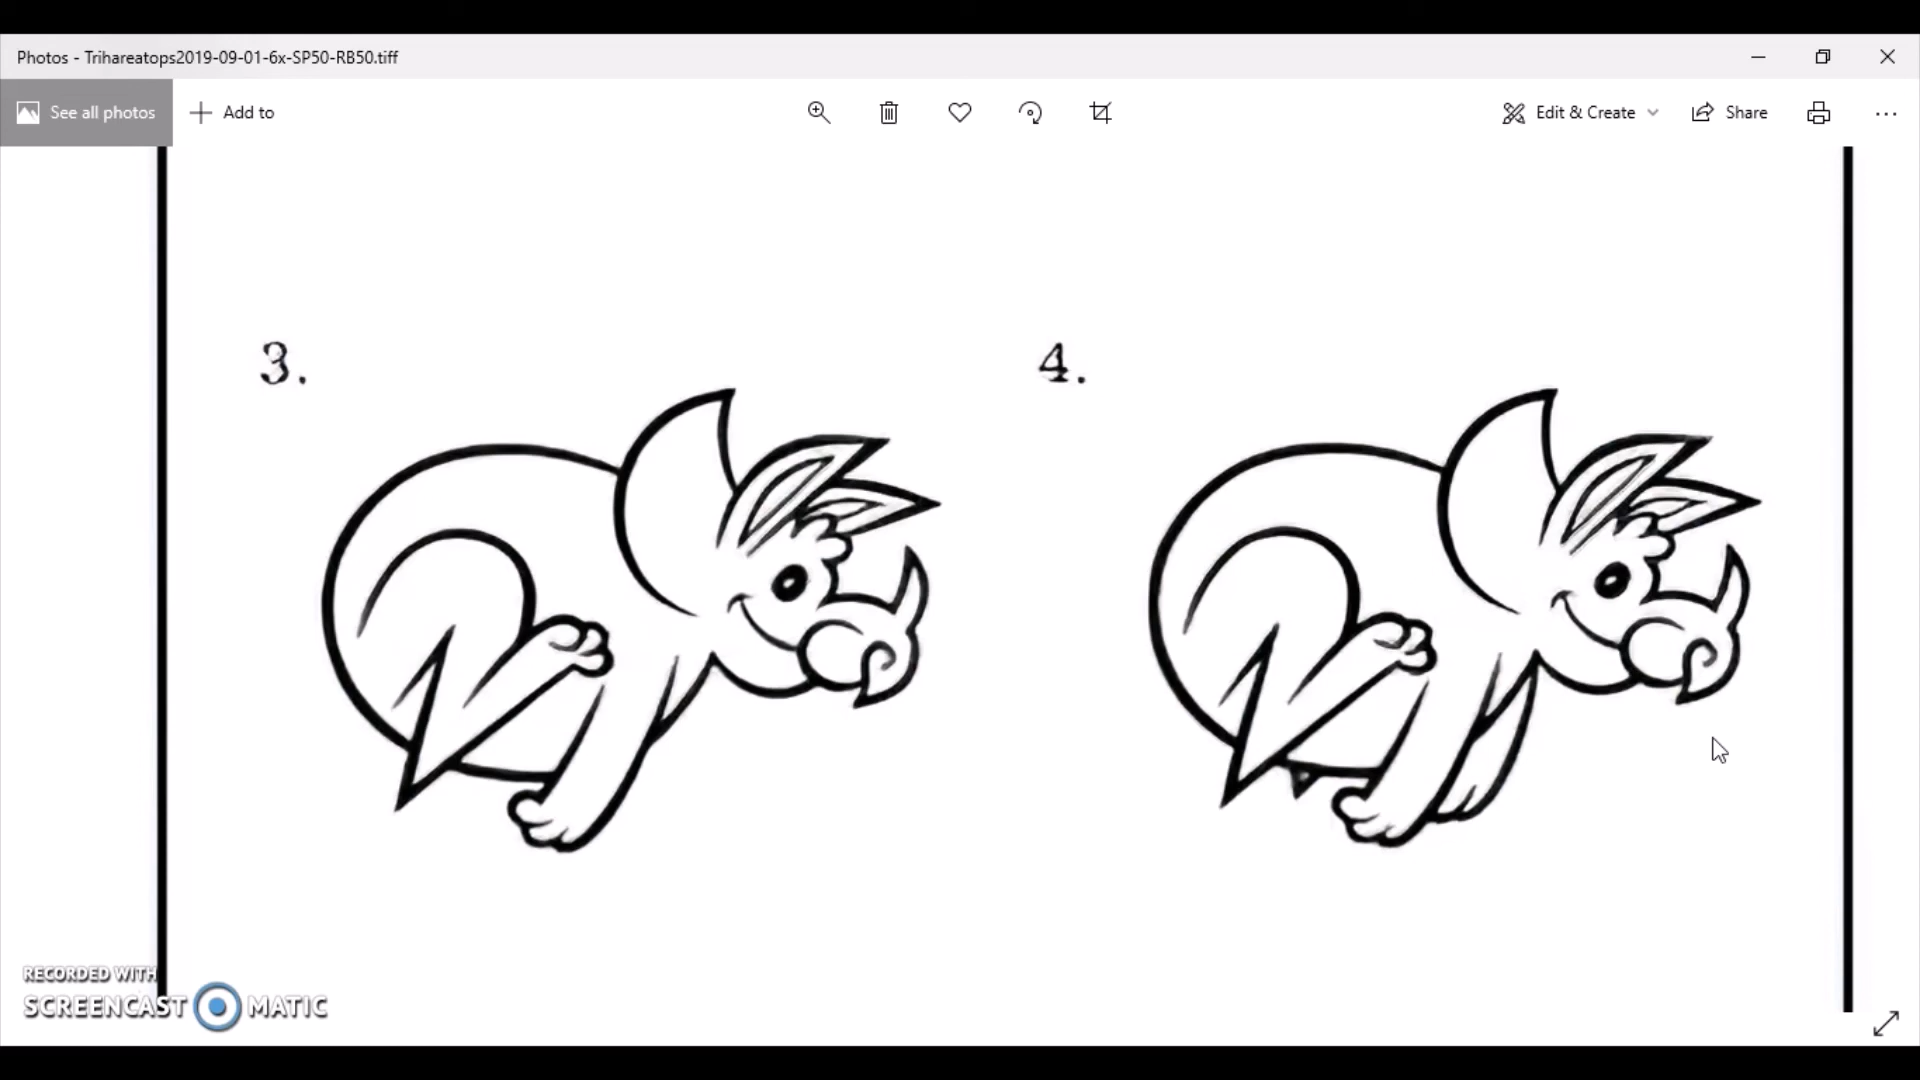 Photos - Trihareatops2019-09-01-6x-SP50-RB50.tiff
See all photos
Add to
Edit & Create
Share
3.
4.
RECORDED WITH
SCREENCAST MATIC